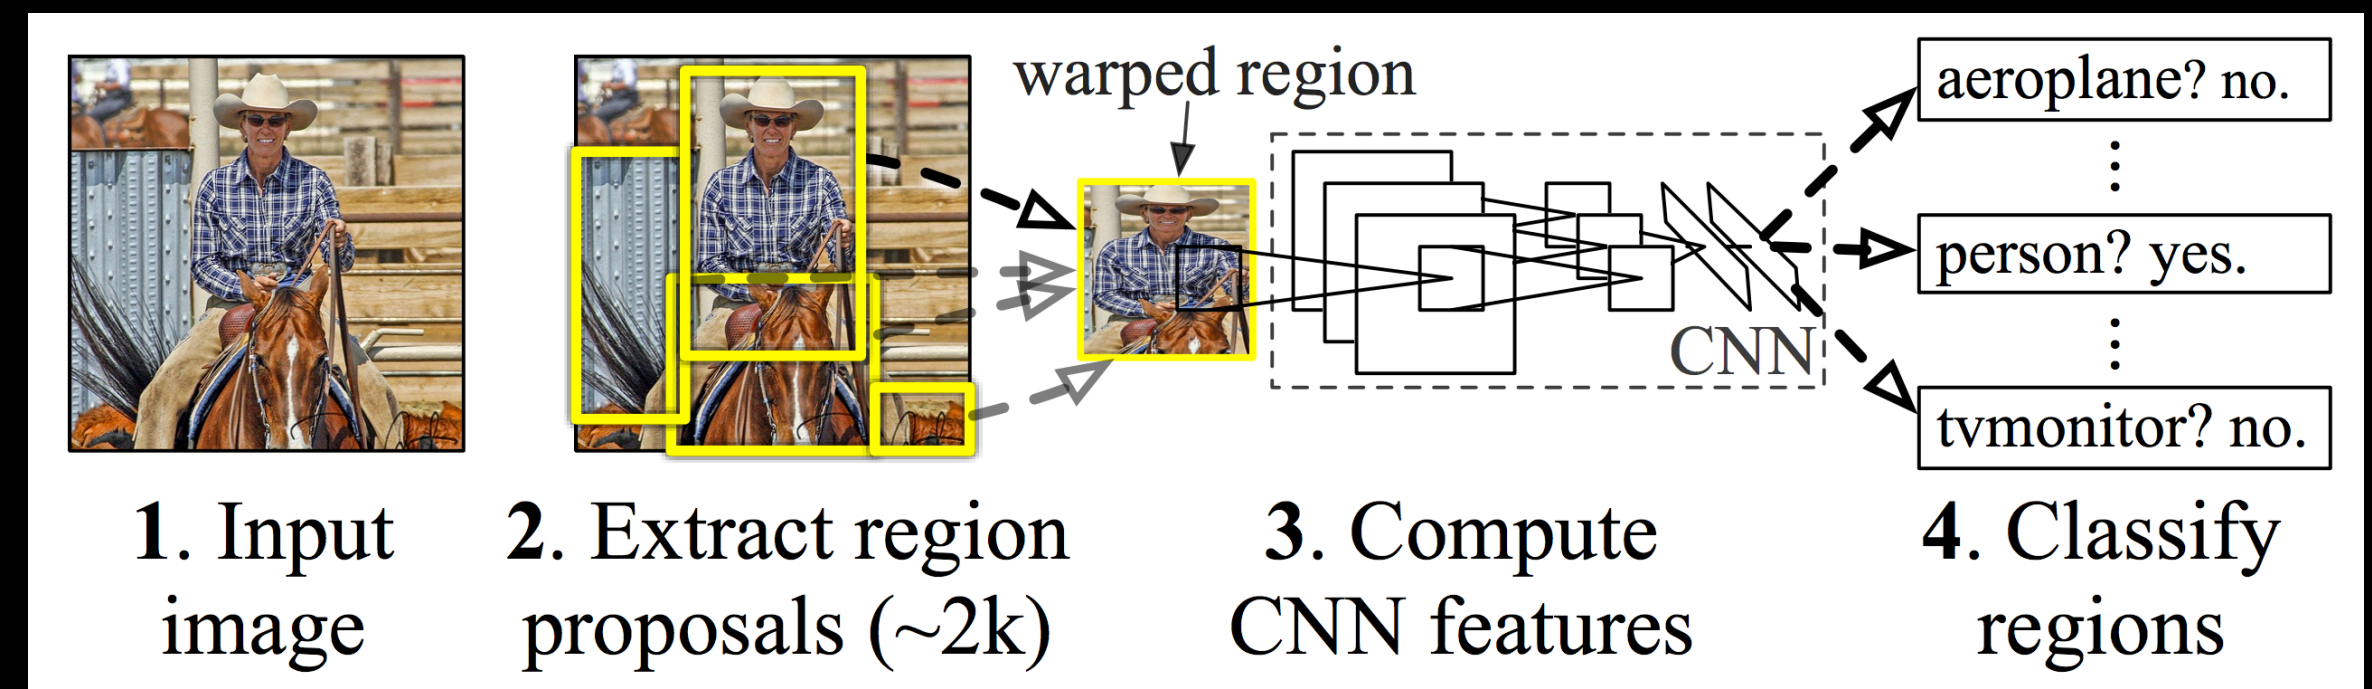 warped region
aeroplane? no.
person? yes.
CNN
tvmonitor? no.
1. Input
image
2. Extract region
proposals (~2k)
3. Compute
CNN features
4. Classify
regions